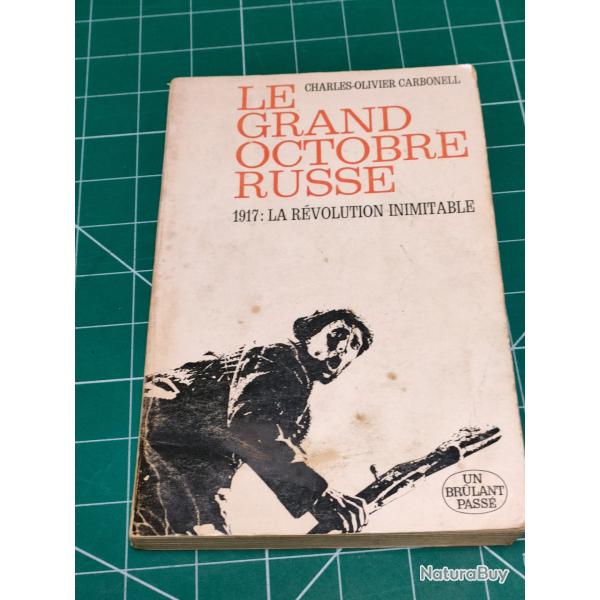 CHARLES-OLIVIER CARBONELL
LE
GRAND
OCTOBRE
RUSSE
1917: LA RÉVOLUTION INIMITABLE
UN
BRÛLANT
PASSÉ
NaturaBuy